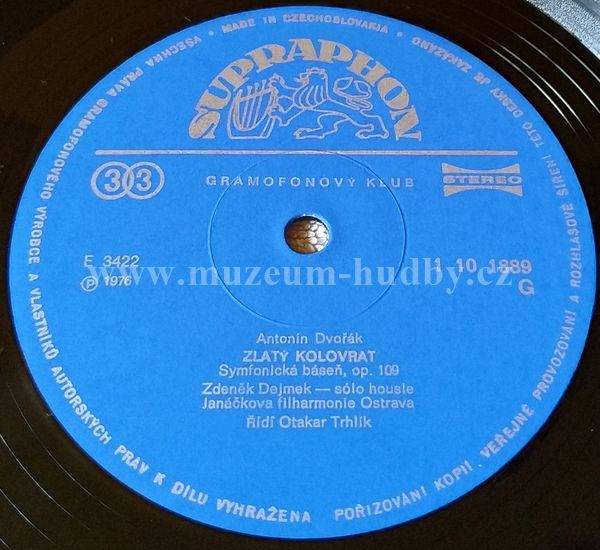 VŠECHNA PRÁVA GRAMOFONOVÉHO VÝROBCE A VLASTNÍKŮ AUTORSKÝCH PRÁV K DÍLU VYHRAŽENA
MADE IN CZECHOSLOVAKIA
POŘIZOVÁNÍ KOPIÍ, VEŘEJNÉ PROVOZOVÁNÍ A ROZHLASOVÉ ŠÍŘENÍ TÉTO DESKY JE ZAKÁZÁNO
SUPRAPHON
33
GRAMOFONOVÝ KLUB
STEREO
E 3422
℗ 1976
1 10 1889
G
www.muzeum-hudby.cz
Antonín Dvořák
ZLATÝ KOLOVRAT
Symfonická báseň, op. 109
Zdeněk Dejmek — sólo housle
Janáčkova filharmonie Ostrava
Řídí Otakar Trhlík